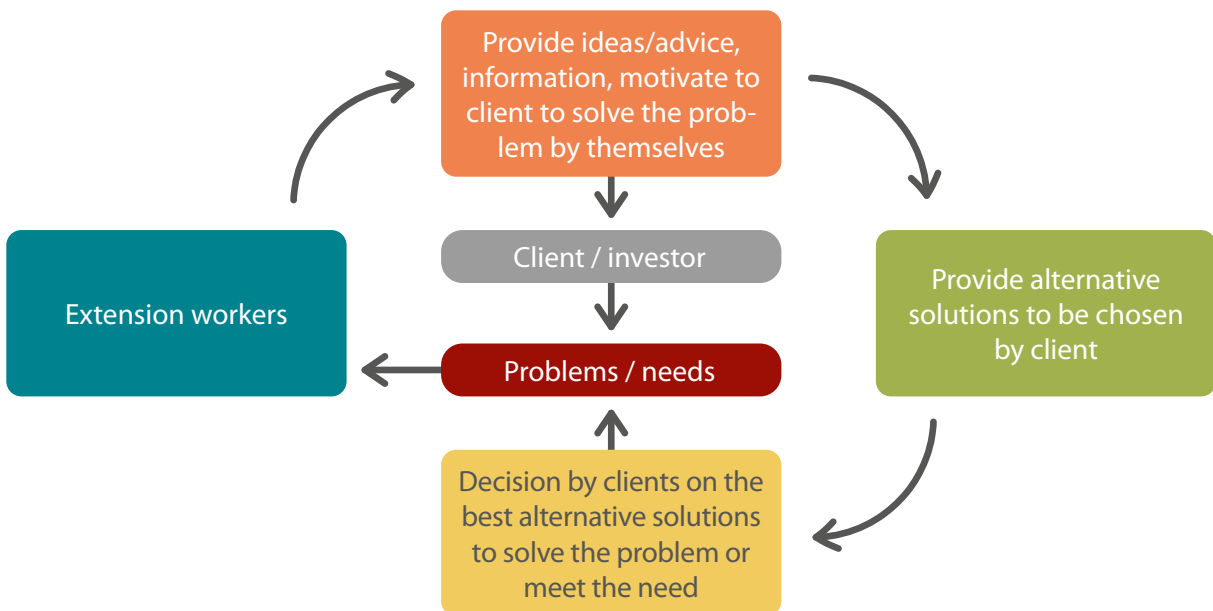 Provide ideas/advice,
information, motivate to
client to solve the prob-
lem by themselves
Client / investor
Extension workers
Provide alternative
solutions to be chosen
by client
Problems / needs
Decision by clients on the
best alternative solutions
to solve the problem or
meet the need